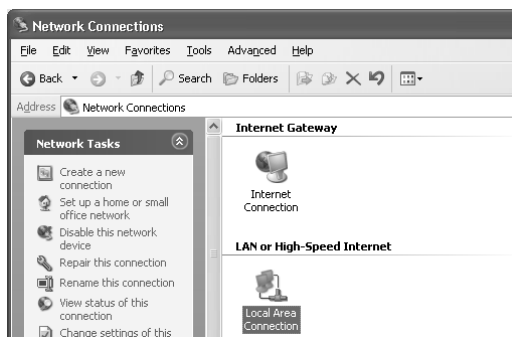 Network Connections
File Edit View Favorites Tools Advanced Help
Back Search Folders
Address Network Connections
Network Tasks
Create a new
connection
Set up a home or small
office network
Disable this network
device
Repair this connection
Rename this connection
View status of this
connection
Change settings of this
Internet Gateway
Internet
Connection
LAN or High-Speed Internet
Local Area
Connection